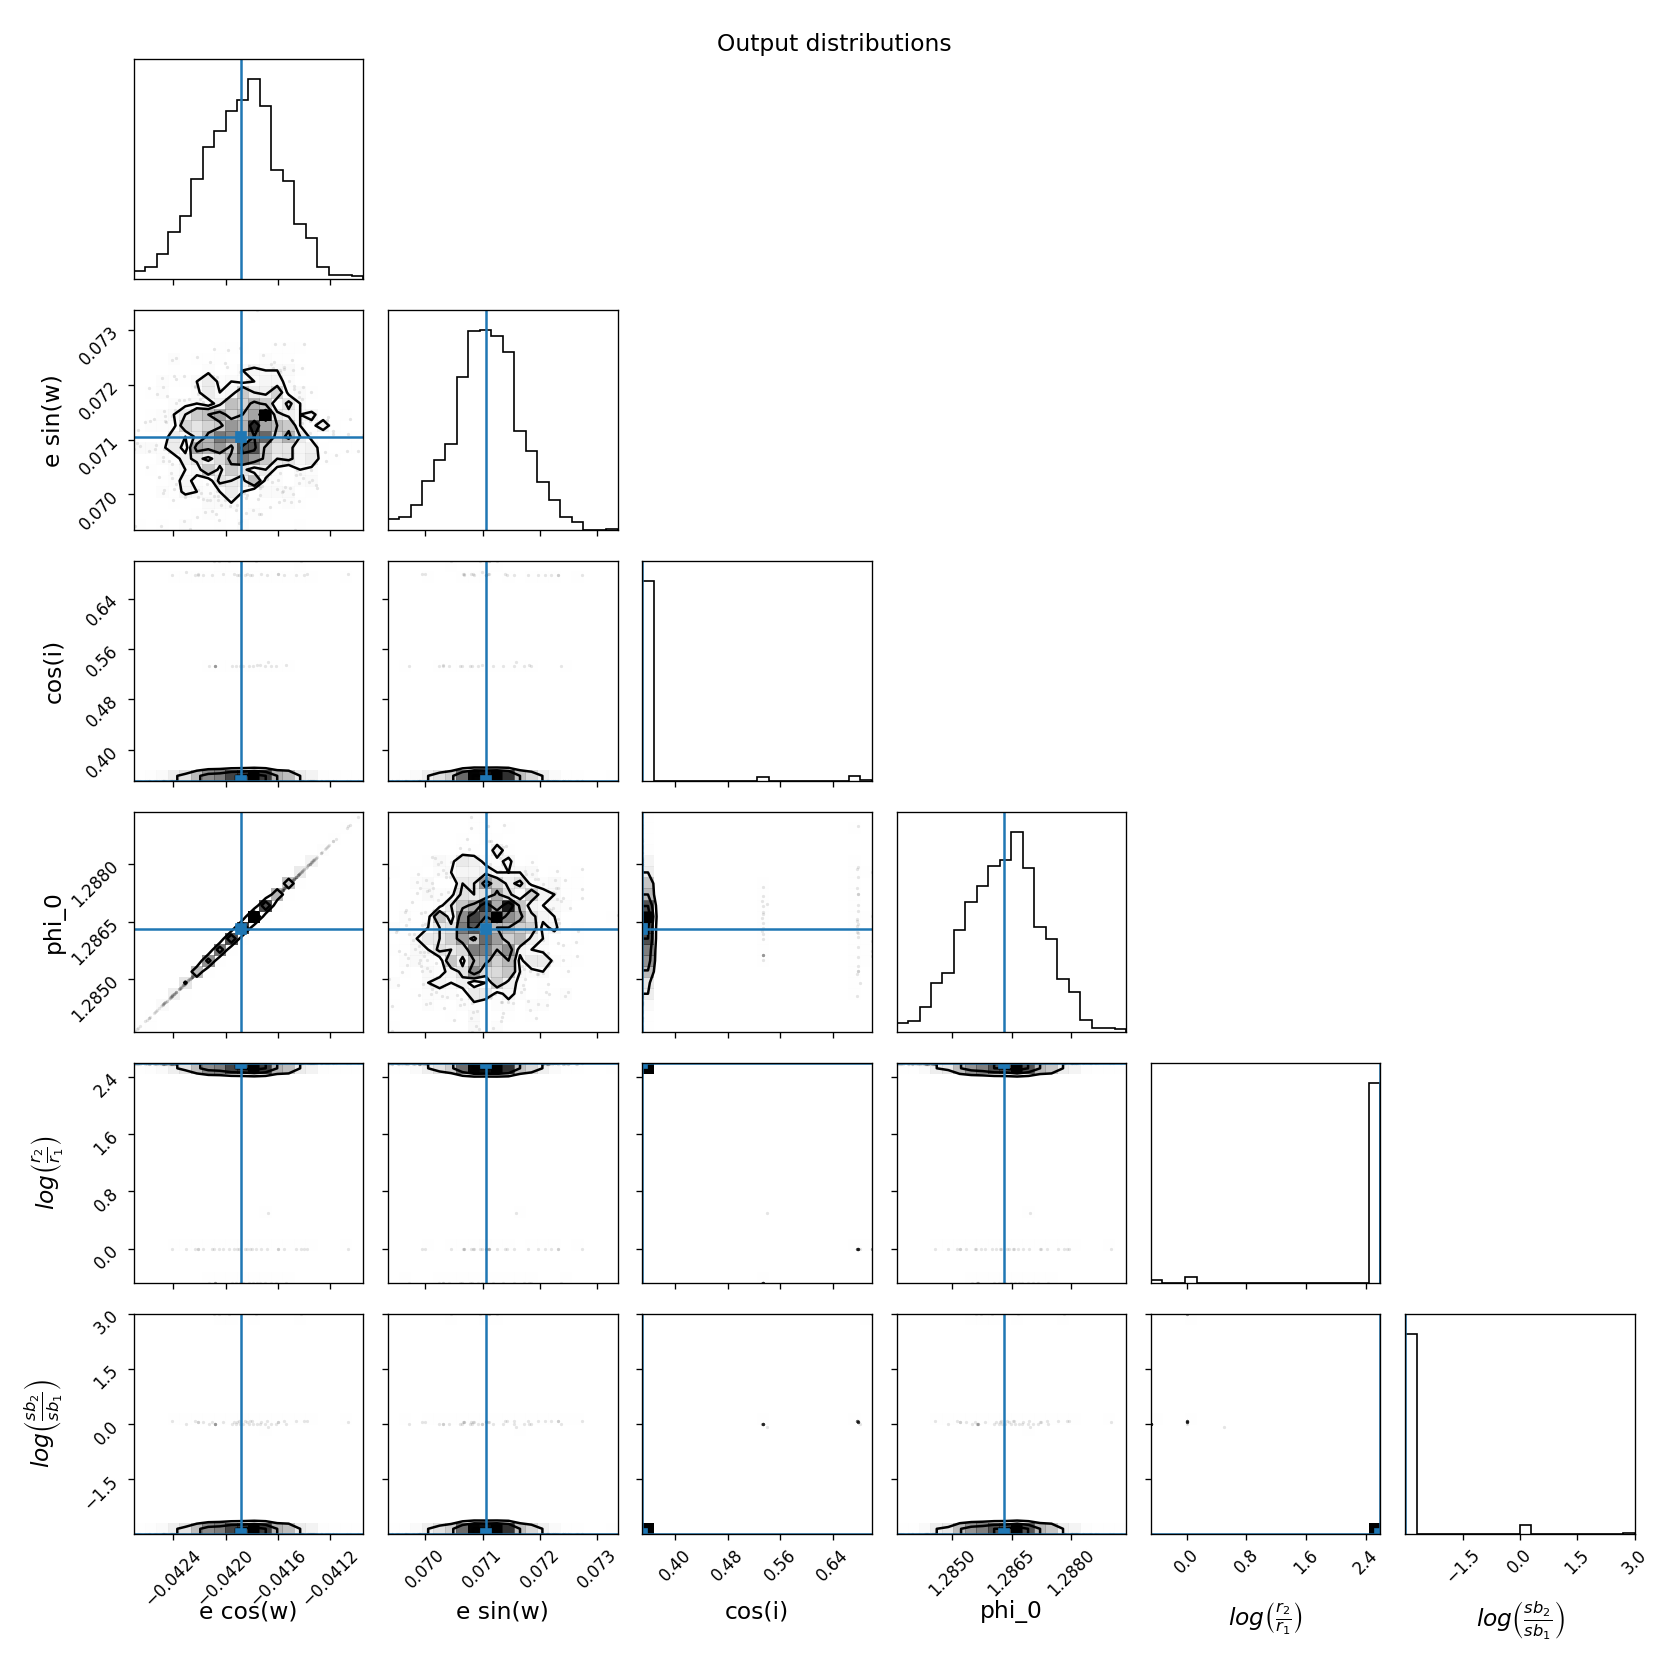 Output distributions
e sin(w)
0.073
0.072
0.071
0.070
cos(i)
0.64
0.56
0.48
0.40
phi_0
1.2880
1.2865
1.2850
log(r2/r1)
2.4
1.6
0.8
0.0
log(sb2/sb1)
3.0
1.5
0.0
−1.5
−0.0424 −0.0420 −0.0416 −0.0412
0.070 0.071 0.072 0.073
0.40 0.48 0.56 0.64
1.2850 1.2865 1.2880
0.0 0.8 1.6 2.4
−1.5 0.0 1.5 3.0
e cos(w)
e sin(w)
cos(i)
phi_0
log(r2/r1)
log(sb2/sb1)